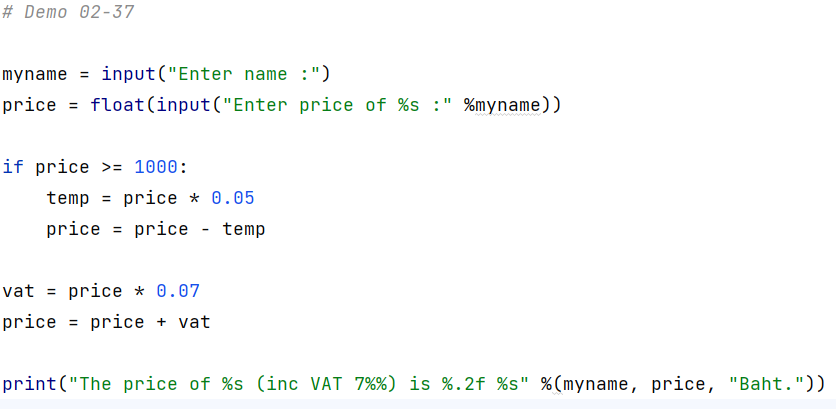 # Demo 02-37
myname = input("Enter name :")
price = float(input("Enter price of %s :" %myname))
if price >= 1000:
    temp = price * 0.05
    price = price - temp
vat = price * 0.07
price = price + vat
print("The price of %s (inc VAT 7%%) is %.2f %s" %(myname, price, "Baht."))